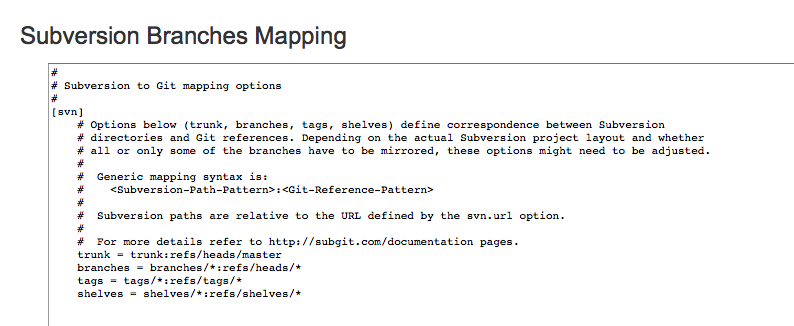 Subversion Branches Mapping
#
# Subversion to Git mapping options
#
[svn]
# Options below (trunk, branches, tags, shelves) define correspondence between Subversion
# directories and Git references. Depending on the actual Subversion project layout and whether
# all or only some of the branches have to be mirrored, these options might need to be adjusted.
#
# Generic mapping syntax is:
# <Subversion-Path-Pattern>:<Git-Reference-Pattern>
#
# Subversion paths are relative to the URL defined by the svn.url option.
#
# For more details refer to http://subgit.com/documentation pages.
trunk = trunk:refs/heads/master
branches = branches/*:refs/heads/*
tags = tags/*:refs/tags/*
shelves = shelves/*:refs/shelves/*